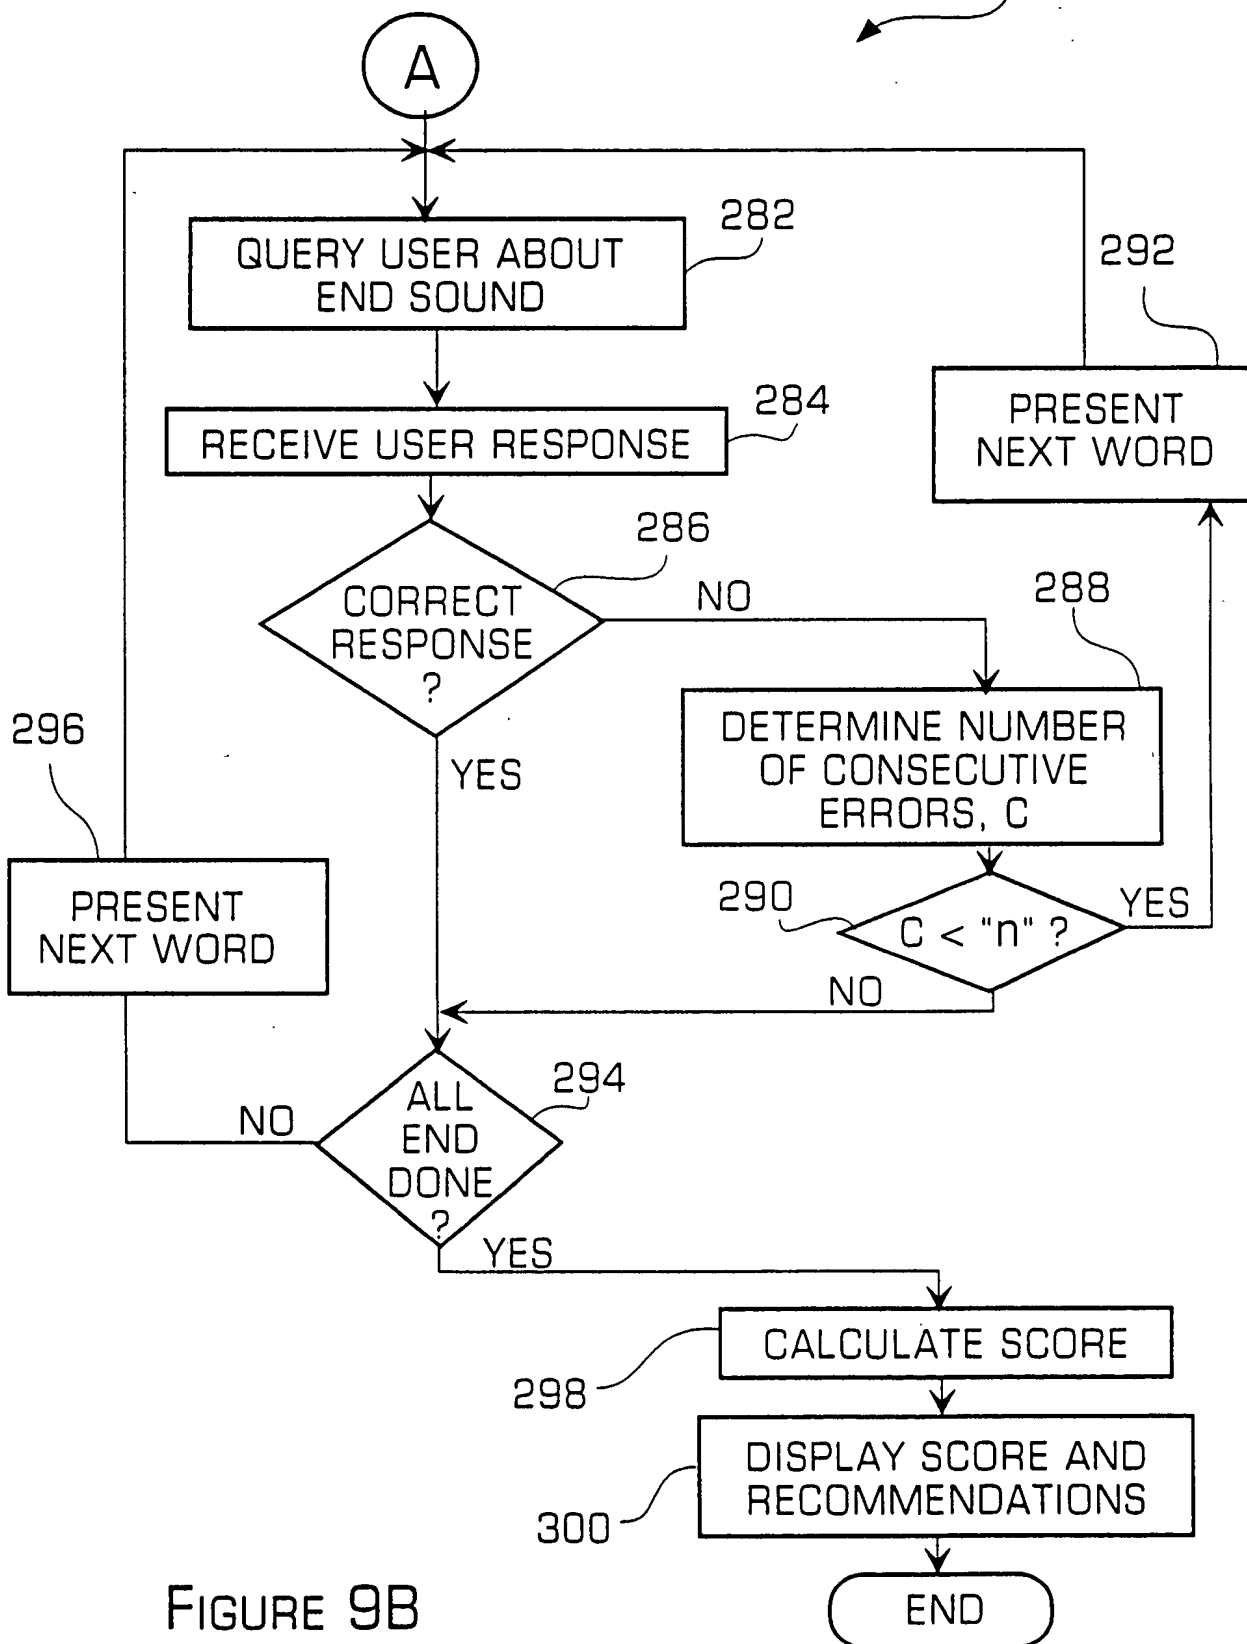 A
282
QUERY USER ABOUT
END SOUND
292
PRESENT
NEXT WORD
284
RECEIVE USER RESPONSE
286
CORRECT
RESPONSE
?
NO
288
DETERMINE NUMBER
OF CONSECUTIVE
ERRORS, C
296
YES
PRESENT
NEXT WORD
290
C < "n" ?
YES
NO
294
ALL
END
DONE
?
NO
YES
CALCULATE SCORE
298
DISPLAY SCORE AND
RECOMMENDATIONS
300
END
FIGURE 9B